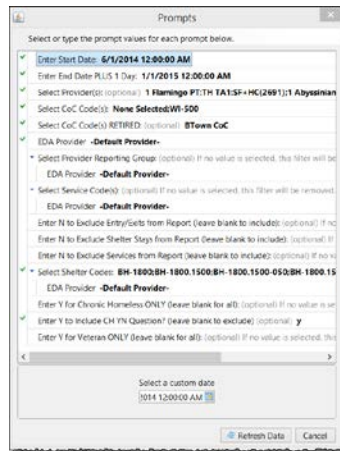 Prompts
Select or type the prompt values for each prompt below.
Enter Start Date: 6/1/2014 12:00:00 AM
Enter End Date PLUS 1 Day: 1/1/2015 12:00:00 AM
Select Provider(s): (optional) 1 Flamingo PT:TH TA1:SF+HC(2691);1 Abyssinian
Select CoC Code(s): None Selected;WI-500
Select CoC Code(s) RETIRED: (optional) BTown CoC
EDA Provider -Default Provider-
Select Provider Reporting Group: (optional) If no value is selected, this filter will be
EDA Provider -Default Provider-
Select Service Code(s): (optional) If no value is selected, this filter will be removed.
EDA Provider -Default Provider-
Enter N to Exclude Entry/Exits from Report (leave blank to include): (optional) If no
Enter N to Exclude Shelter Stays from Report (leave blank to include): (optional) If
Enter N to Exclude Services from Report (leave blank to include): (optional) If no va
Select Shelter Codes: BH-1800;BH-1800.1500;BH-1800.1500-050;BH-1800.15
EDA Provider -Default Provider-
Enter Y for Chronic Homeless ONLY (leave blank for all): (optional) If no value is se
Enter Y to Include CH YN Question? (leave blank to exclude) (optional) y
Enter Y for Veteran ONLY (leave blank for all): (optional) If no value is selected, this
Select a custom date
2014 12:00:00 AM
Refresh Data
Cancel